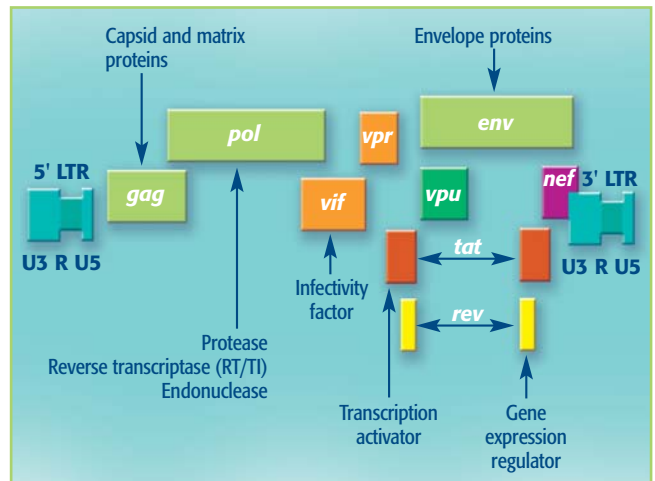 Capsid and matrix
proteins
Envelope proteins
pol
vpr
env
5' LTR
gag
vif
vpu
nef
3' LTR
U3 R U5
tat
U3 R U5
Infectivity
factor
rev
Protease
Reverse transcriptase (RT/TI)
Endonuclease
Transcription
activator
Gene
expression
regulator